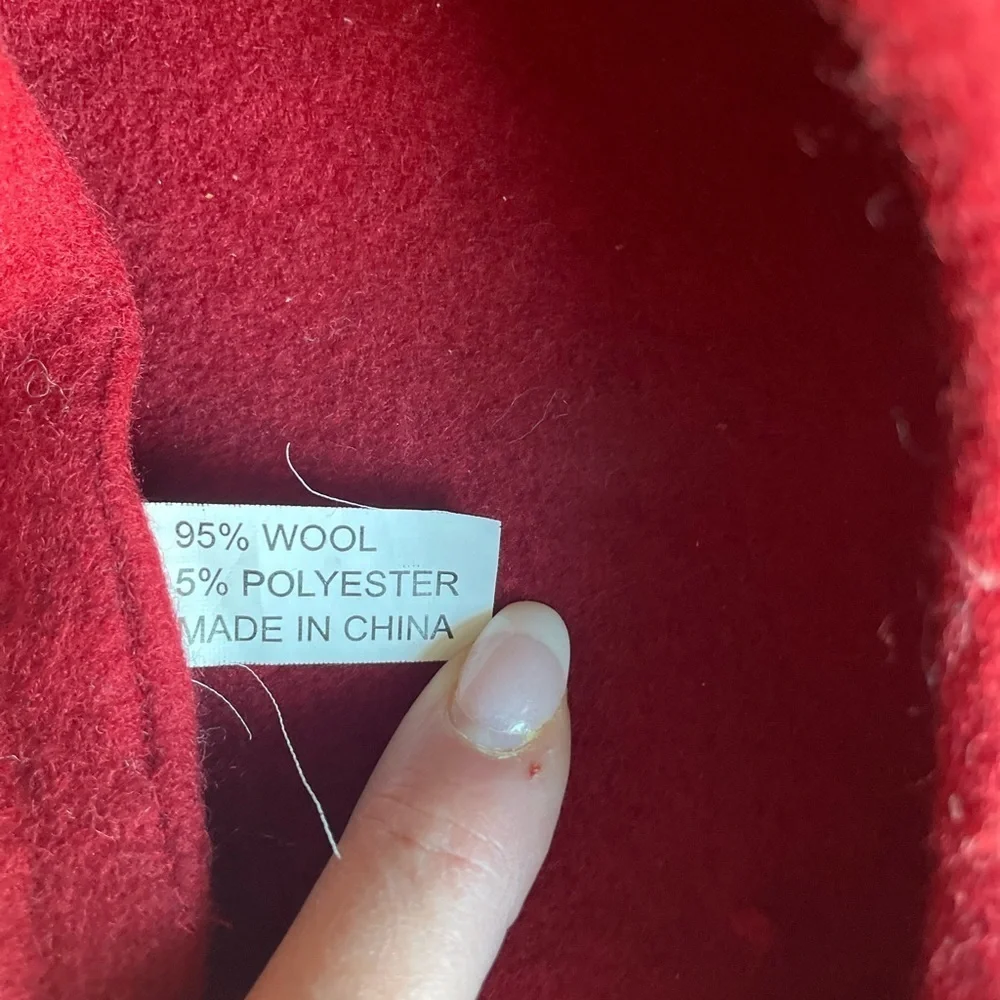 95% WOOL
5% POLYESTER
MADE IN CHINA